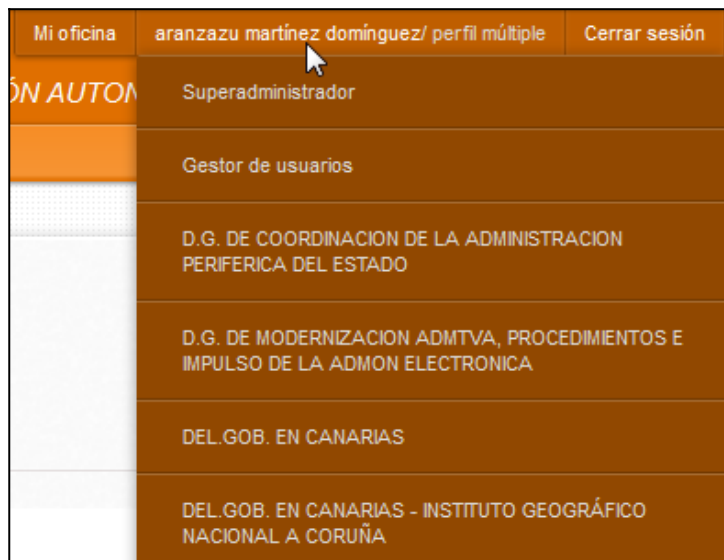 Mi oficina
aranzazu martínez domínguez/ perfil múltiple
Cerrar sesión
ÓN AUTON
Superadministrador
Gestor de usuarios
D.G. DE COORDINACION DE LA ADMINISTRACION
PERIFERICA DEL ESTADO
D.G. DE MODERNIZACION ADMTVA, PROCEDIMIENTOS E
IMPULSO DE LA ADMON ELECTRONICA
DEL.GOB. EN CANARIAS
DEL.GOB. EN CANARIAS - INSTITUTO GEOGRÁFICO
NACIONAL A CORUÑA